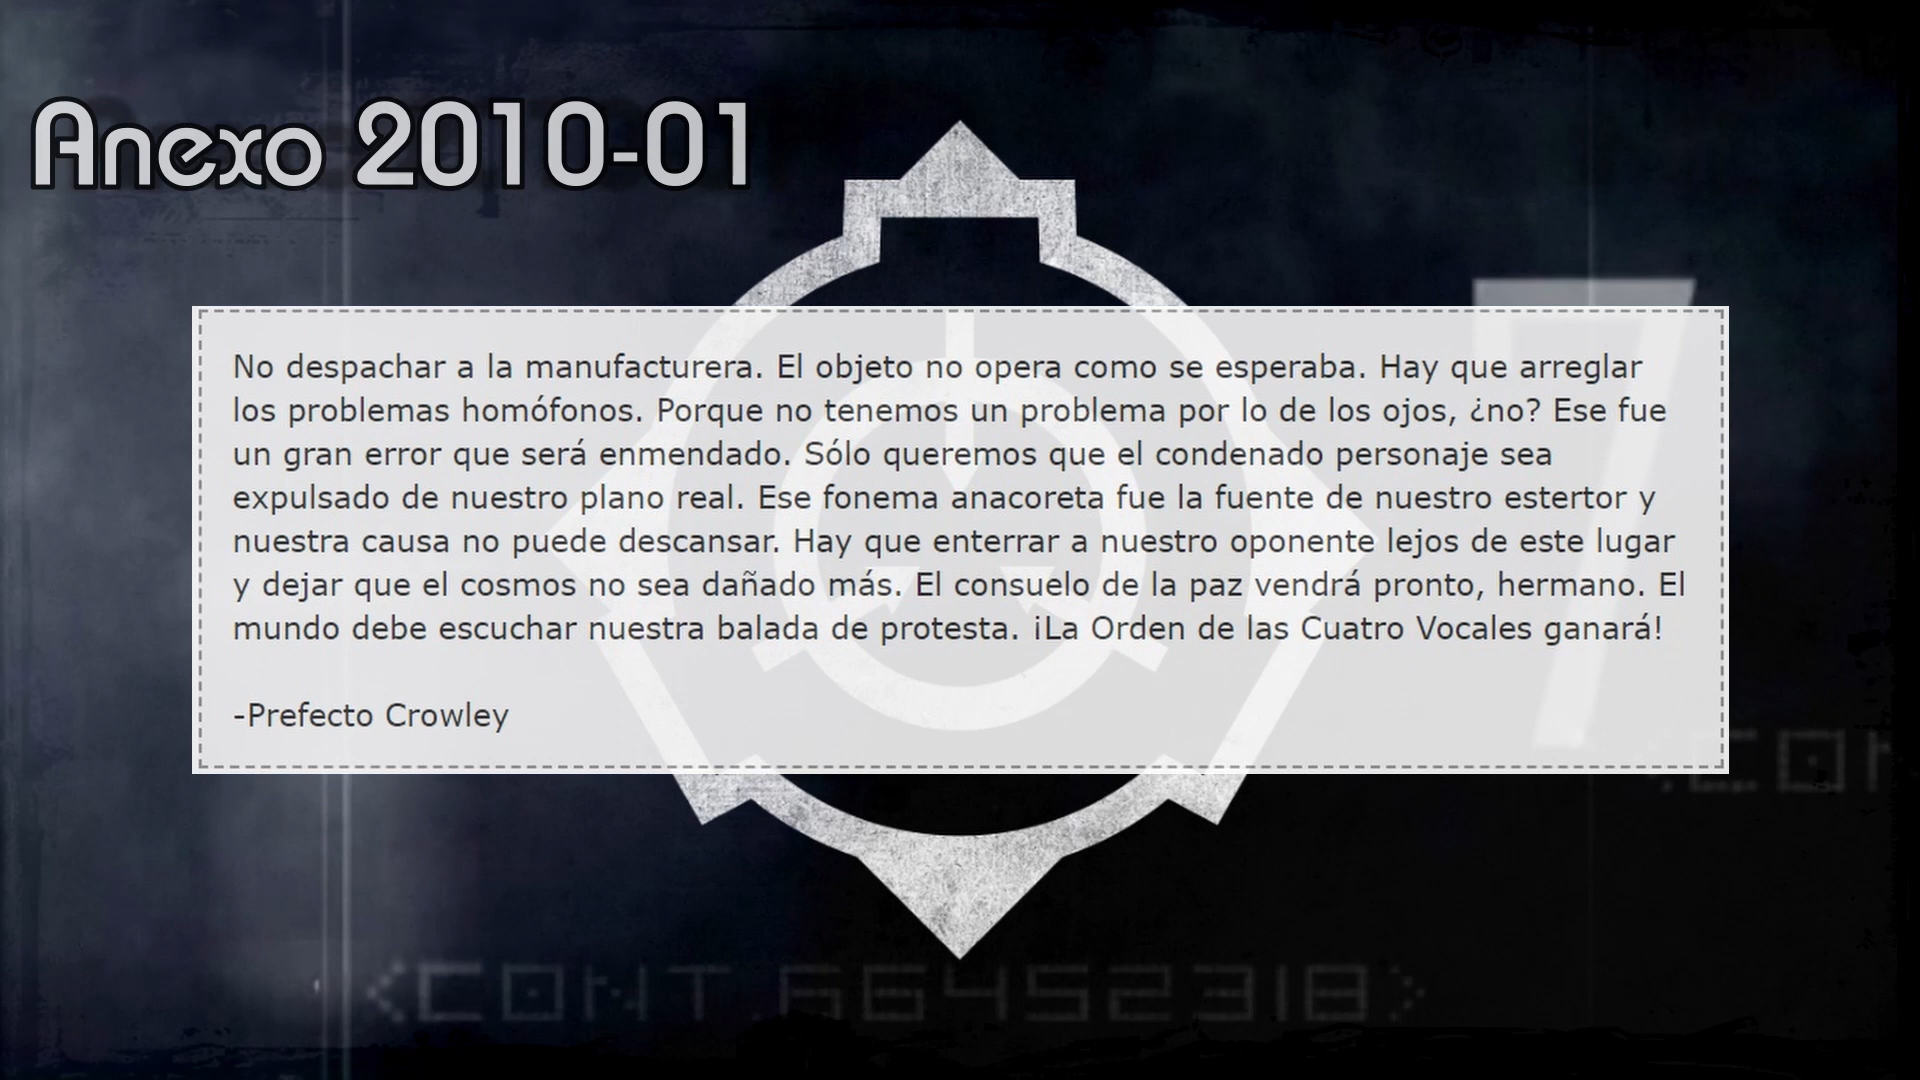 Anexo 2010-01
No despachar a la manufacturera. El objeto no opera como se esperaba. Hay que arreglar
los problemas homófonos. Porque no tenemos un problema por lo de los ojos, ¿no? Ese fue
un gran error que será enmendado. Sólo queremos que el condenado personaje sea
expulsado de nuestro plano real. Ese fonema anacoreta fue la fuente de nuestro estertor y
nuestra causa no puede descansar. Hay que enterrar a nuestro oponente lejos de este lugar
y dejar que el cosmos no sea dañado más. El consuelo de la paz vendrá pronto, hermano. El
mundo debe escuchar nuestra balada de protesta. ¡La Orden de las Cuatro Vocales ganará!
-Prefecto Crowley
7
<CON
<CONT.66452318>